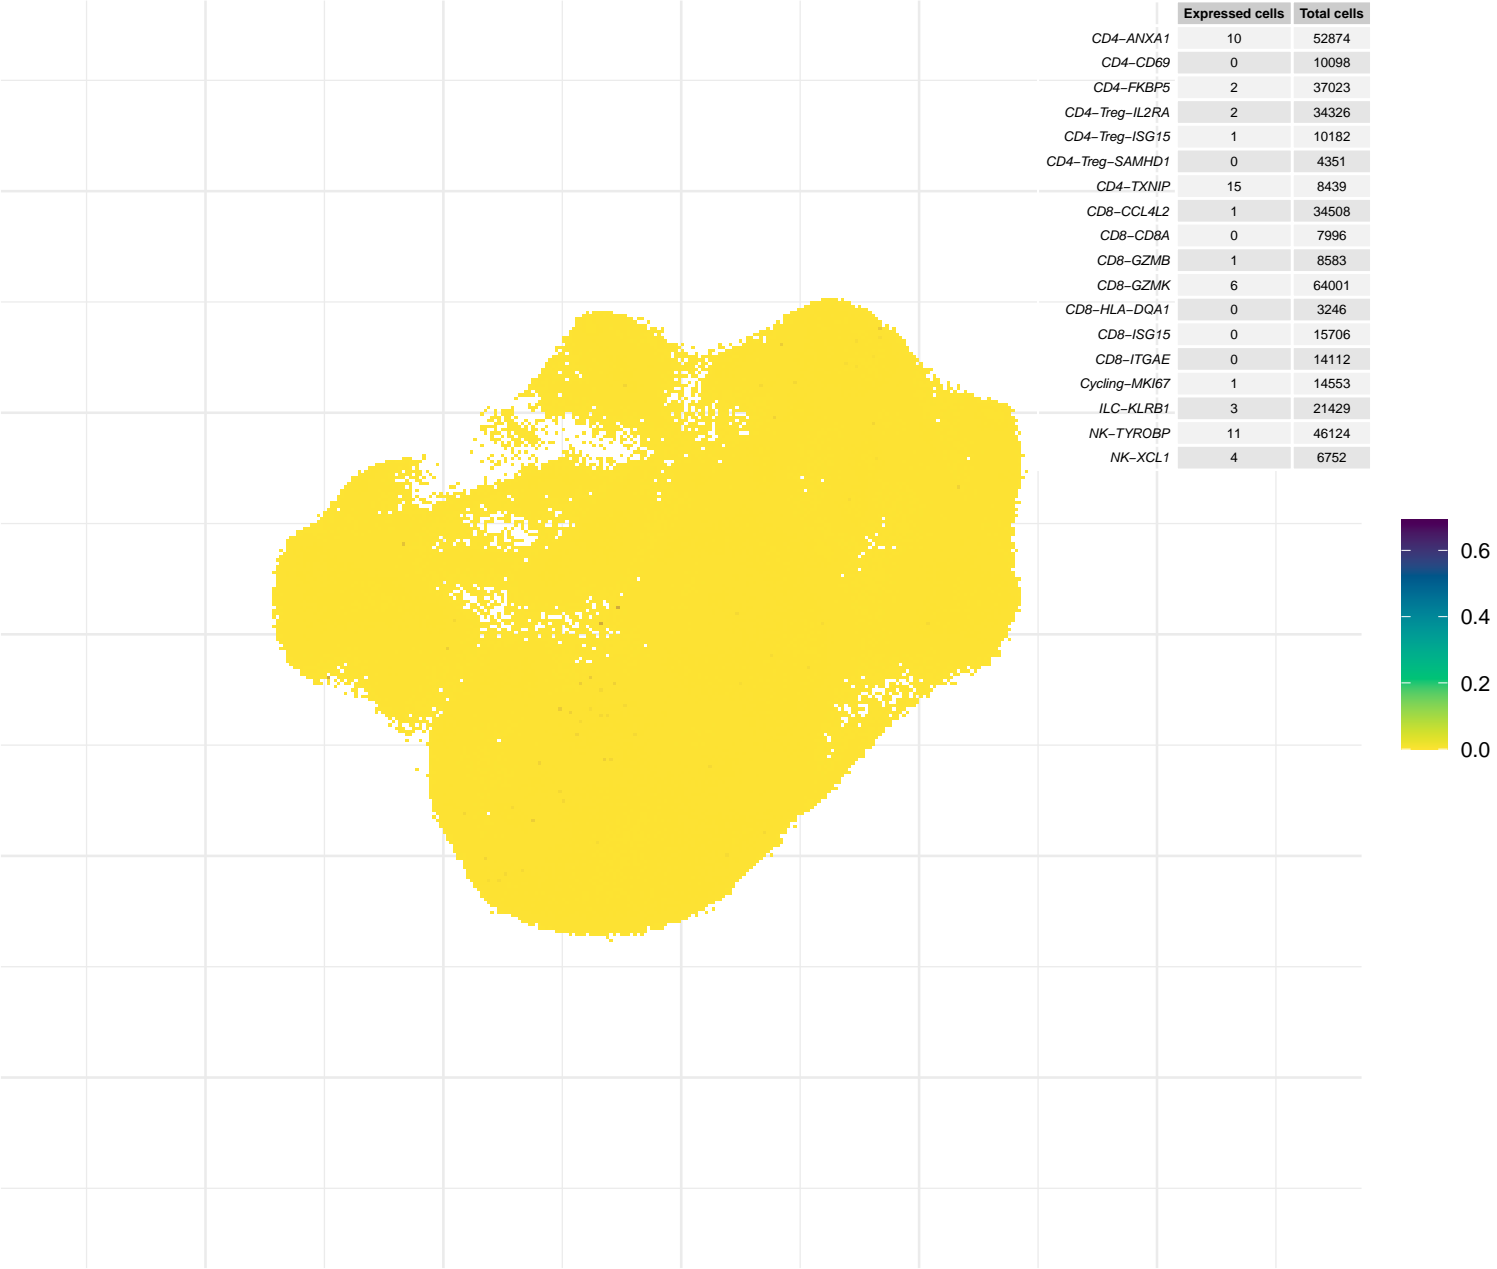 Expressed cells Total cells
CD4−ANXA1 10 52874
CD4−CD69 0 10098
CD4−FKBP5 2 37023
CD4−Treg−IL2RA 2 34326
CD4−Treg−ISG15 1 10182
CD4−Treg−SAMHD1 0 4351
CD4−TXNIP 15 8439
CD8−CCL4L2 1 34508
CD8−CD8A 0 7996
CD8−GZMB 1 8583
CD8−GZMK 6 64001
CD8−HLA−DQA1 0 3246
CD8−ISG15 0 15706
CD8−ITGAE 0 14112
Cycling−MKI67 1 14553
ILC−KLRB1 3 21429
NK−TYROBP 11 46124
NK−XCL1 4 6752
0.6
0.4
0.2
0.0